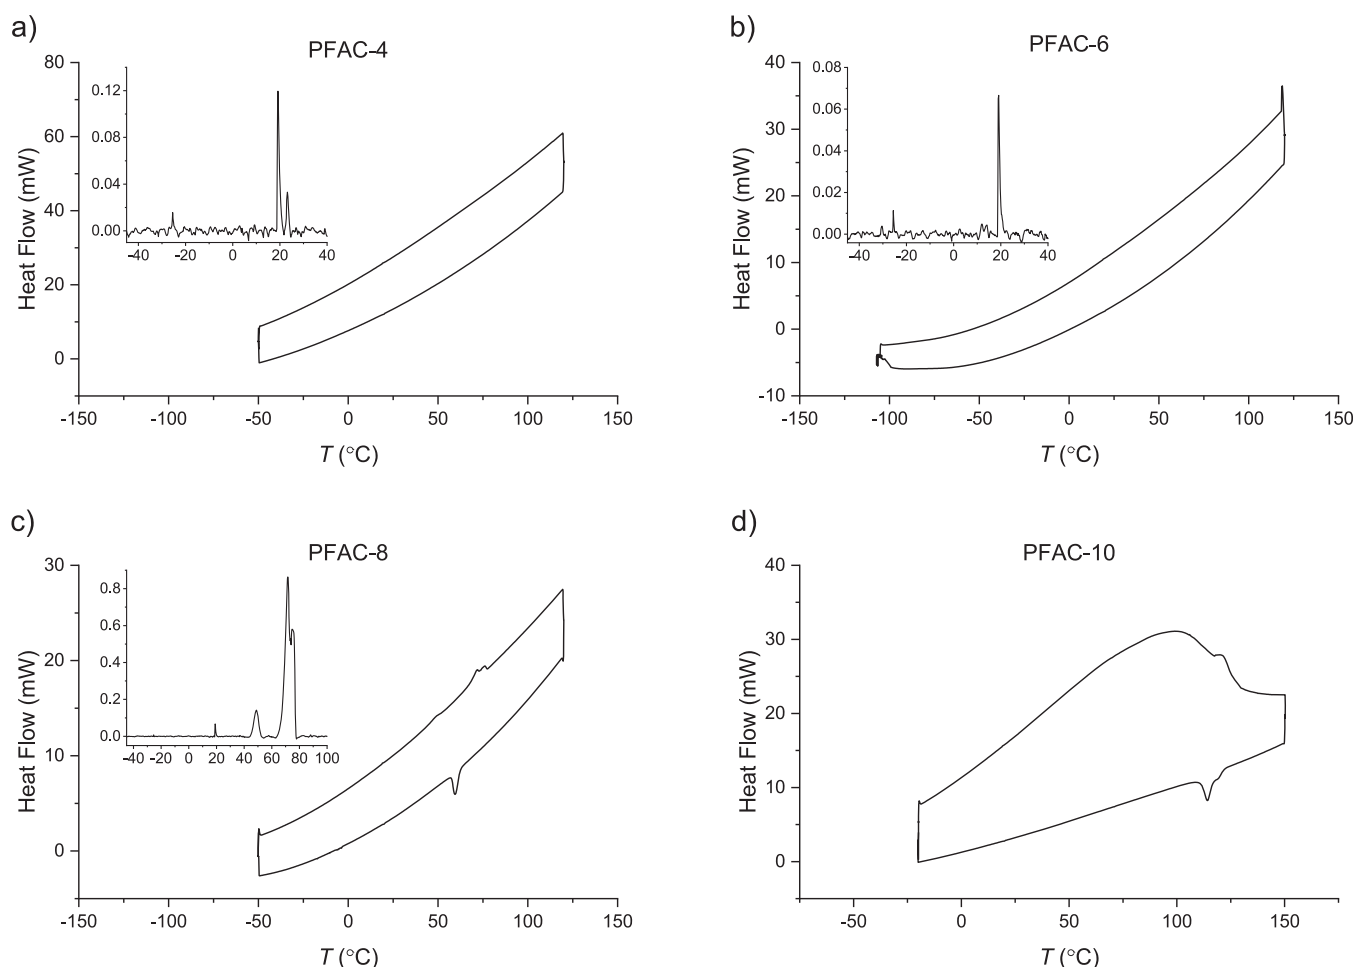 a)
PFAC-4
80
60
40
20
0
-150 -100 -50 0 50 100 150
Heat Flow (mW)
T (°C)
0.12
0.08
0.04
0.00
-40 -20 0 20 40
b)
PFAC-6
40
30
20
10
0
-10
-150 -100 -50 0 50 100 150
Heat Flow (mW)
T (°C)
0.08
0.06
0.04
0.02
0.00
-40 -20 0 20 40
c)
PFAC-8
30
20
10
0
-150 -100 -50 0 50 100 150
Heat Flow (mW)
T (°C)
0.8
0.6
0.4
0.2
0.0
-40 -20 0 20 40 60 80 100
d)
PFAC-10
40
30
20
10
0
-50 0 50 100 150
Heat Flow (mW)
T (°C)